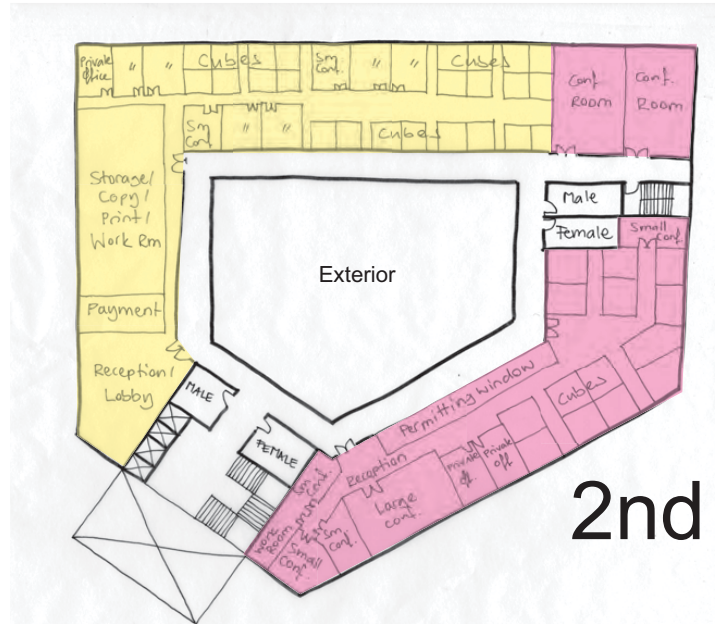 Private
Office
"
"
Cubes
Sm
Conf.
"
"
Cubes
Conf
Room
Conf.
Room
Sm
Conf
"
"
Cubes
Storage/
Copy/
Print/
Work Rm
Male
Female
Small
Conf.
Exterior
Payment
Reception/
Lobby
MALE
FEMALE
Permitting window
Cubes
Reception
Private
off.
Private
off
Sm
Conf.
Large
conf.
Work
Room
Small
Conf
Sm
Conf.
2nd